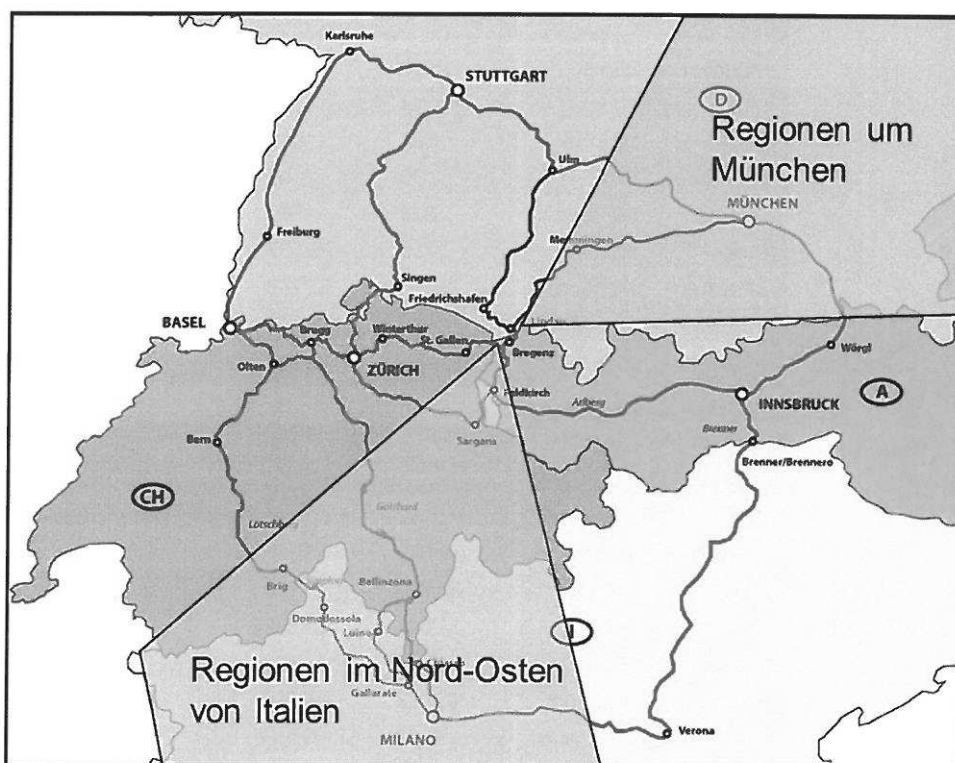 Karlsruhe
STUTTGART
D
Regionen um
München
Ulm
MÜNCHEN
Freiburg
Memmingen
Singen
Friedrichshafen
Lindau
BASEL
Brugg
Winterthur
St. Gallen
Bregenz
Wörgl
Olten
ZÜRICH
Feldkirch
Arlberg
INNSBRUCK
A
Sargans
Brenner
Bern
Brenner/Brennero
CH
Lötschberg
Gotthard
Brig
Bellinzona
Domodossola
Luino
I
Regionen im Nord-Osten
von Italien
Gallarate
MILANO
Verona